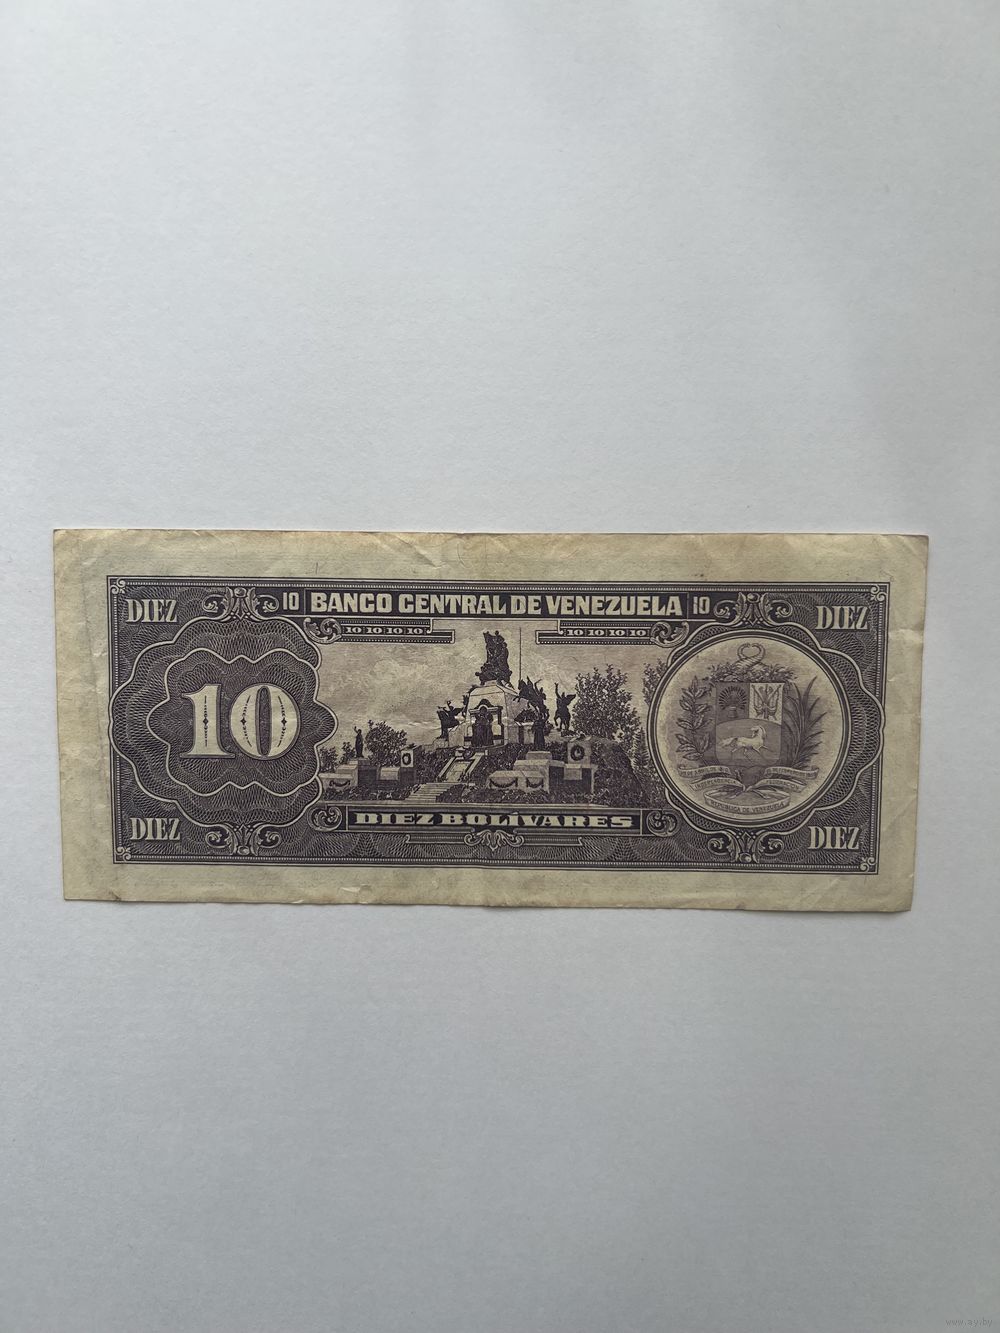 DIEZ 10 BANCO CENTRAL DE VENEZUELA 10 DIEZ
10 10 10 10 10 10 10 10
10
REPUBLICA DE VENEZUELA
DIEZ DIEZ BOLíVARES DIEZ
www.ay.by